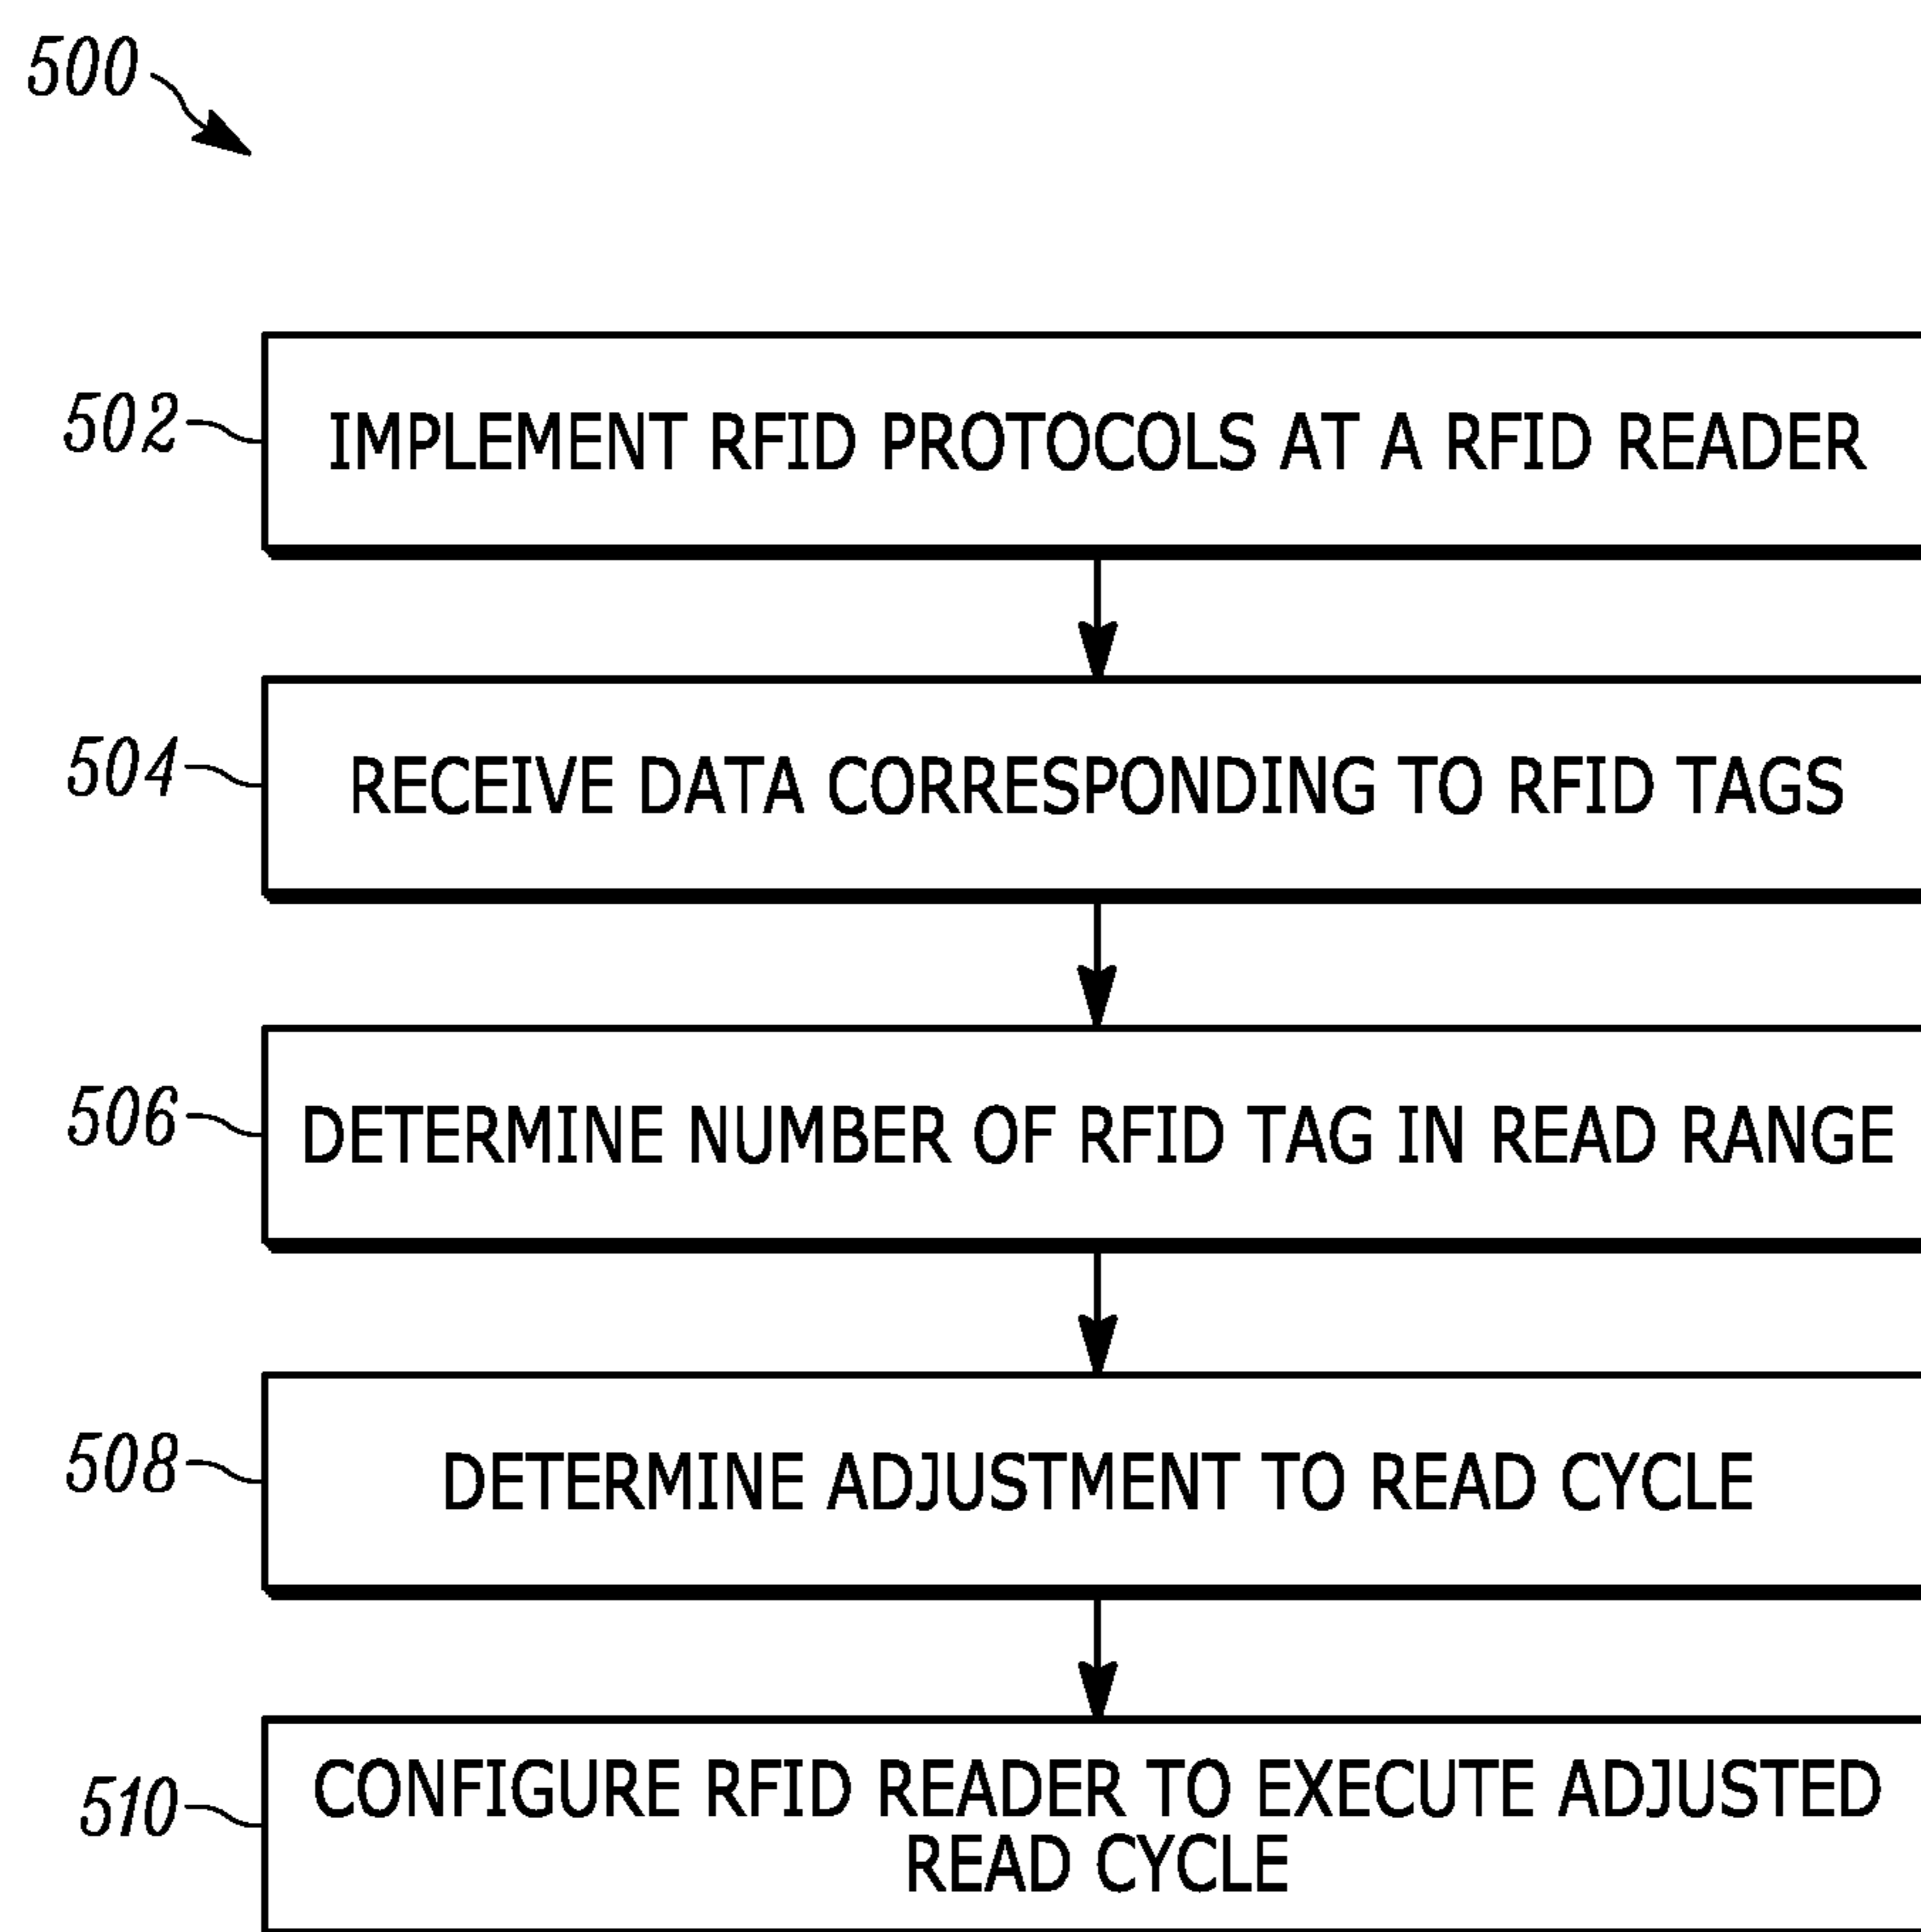 500
502
IMPLEMENT RFID PROTOCOLS AT A RFID READER
504
RECEIVE DATA CORRESPONDING TO RFID TAGS
506
DETERMINE NUMBER OF RFID TAG IN READ RANGE
508
DETERMINE ADJUSTMENT TO READ CYCLE
510
CONFIGURE RFID READER TO EXECUTE ADJUSTED
READ CYCLE